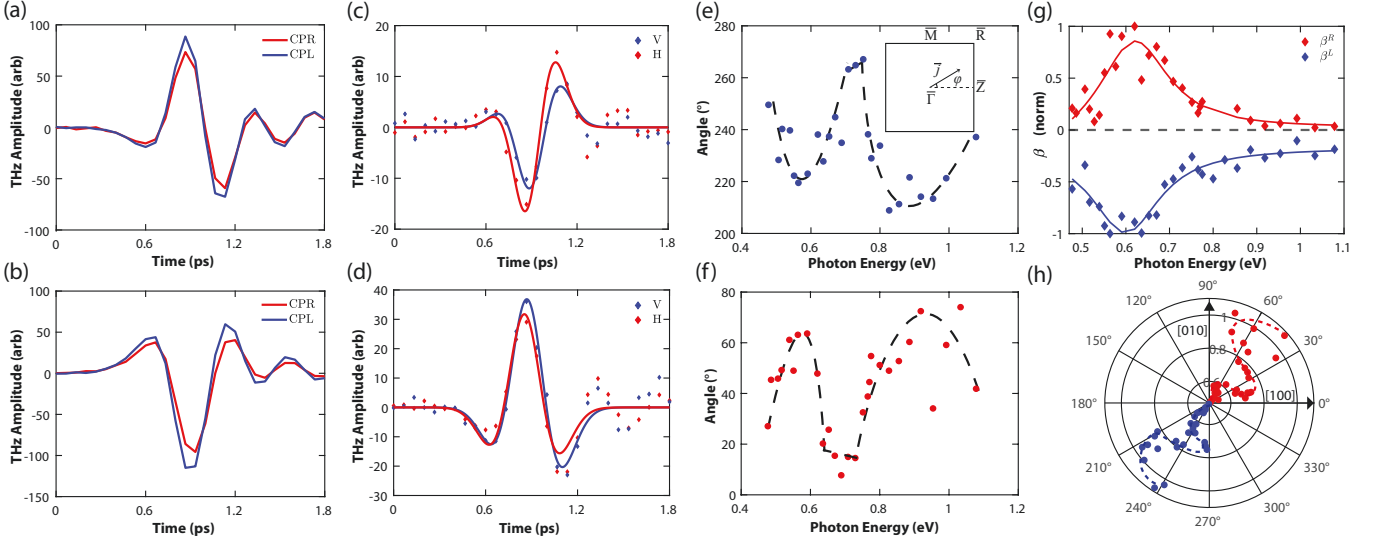 (a)
THz Amplitude (arb)
100
50
0
-50
-100
CPR
CPL
0
0.6
1.2
1.8
Time (ps)
(b)
THz Amplitude (arb)
100
50
0
-50
-100
-150
CPR
CPL
0
0.6
1.2
1.8
Time (ps)
(c)
THz Amplitude (arb)
20
10
0
-10
-20
V
H
0
0.6
1.2
1.8
Time (ps)
(d)
THz Amplitude (arb)
40
30
20
10
0
-10
-20
-30
V
H
0
0.6
1.2
1.8
Time (ps)
(e)
Angle (°)
280
260
240
220
200
M̅
R̅
j̅
φ
Γ̅
Z̅
0.4
0.6
0.8
1
1.2
Photon Energy (eV)
(f)
Angle (°)
80
60
40
20
0
0.4
0.6
0.8
1
1.2
Photon Energy (eV)
(g)
β (norm)
1
0.5
0
-0.5
-1
βᴿ
βᴸ
0.5
0.6
0.7
0.8
0.9
1
1.1
Photon Energy (eV)
(h)
90°
120°
60°
150°
30°
180°
0°
210°
330°
240°
300°
270°
[010]
[100]
1
0.8
0.6